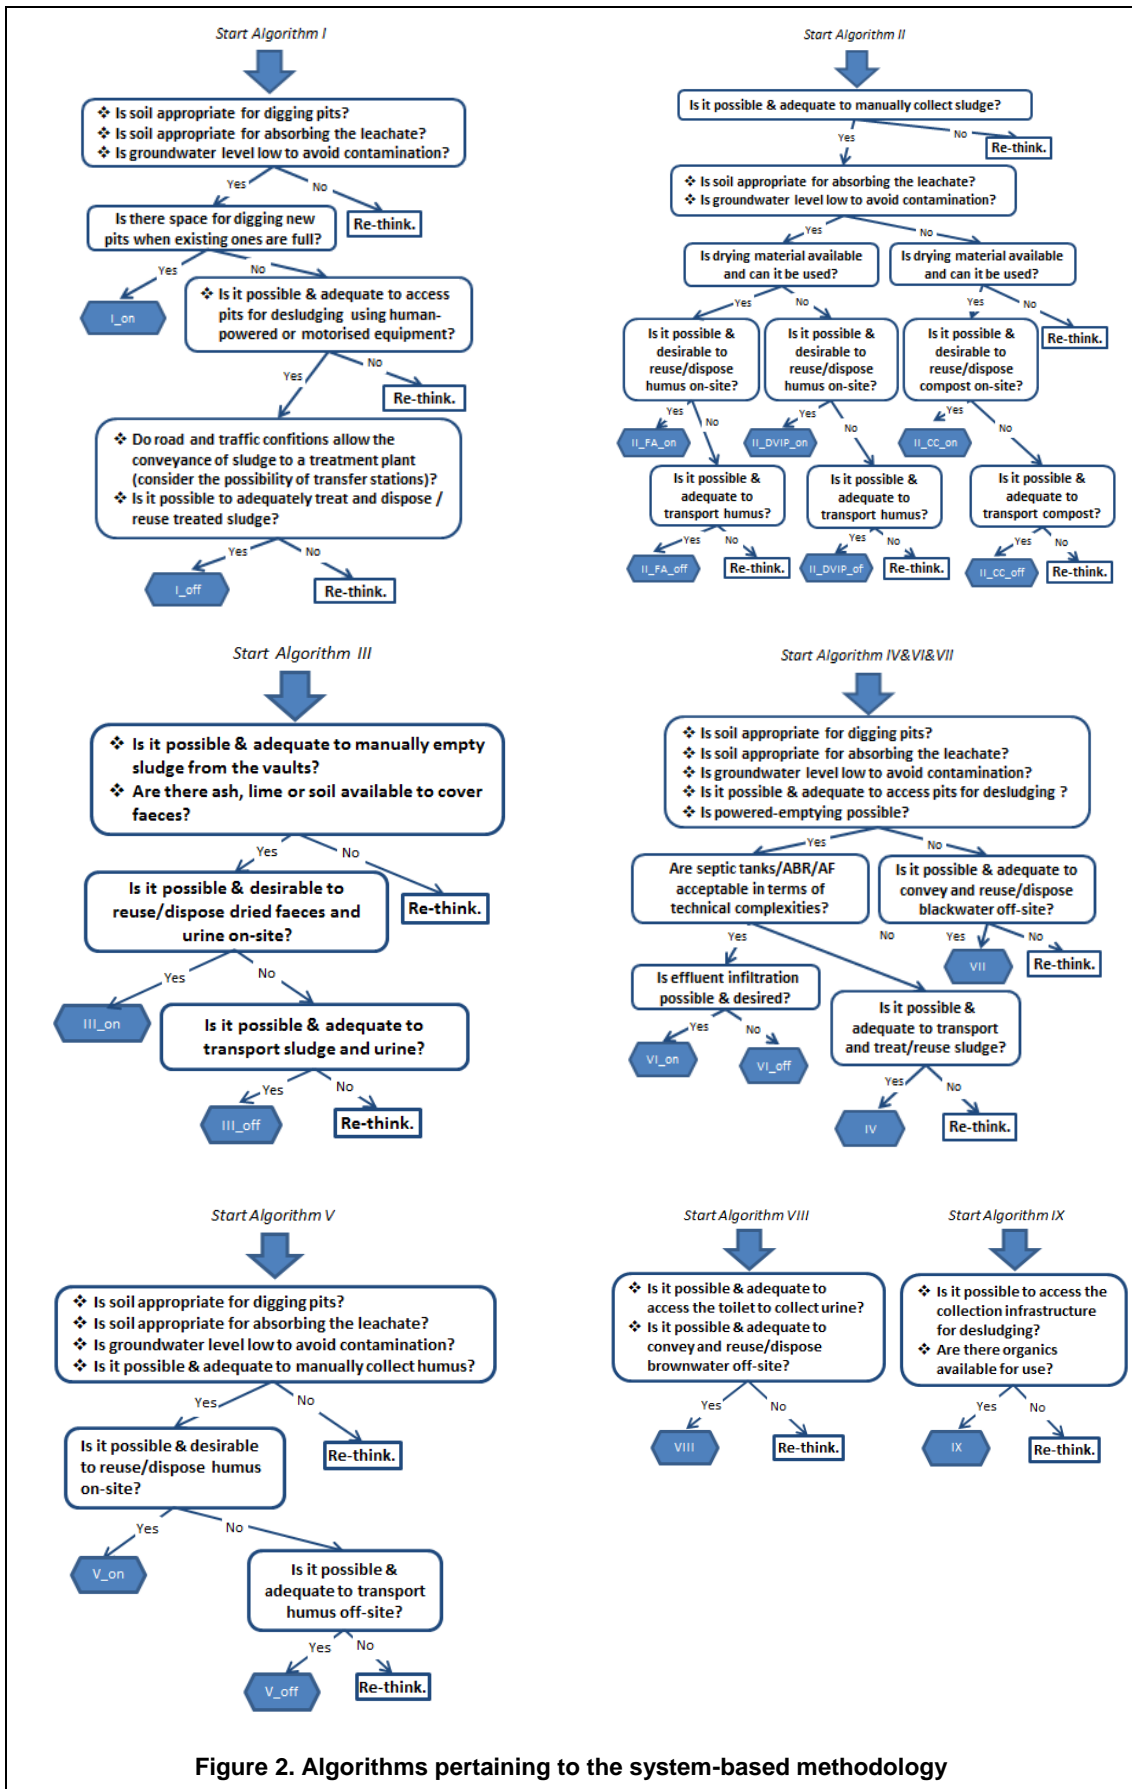 Start Algorithm I
❖ Is soil appropriate for digging pits?
❖ Is soil appropriate for absorbing the leachate?
❖ Is groundwater level low to avoid contamination?
Yes
No
Is there space for digging new
pits when existing ones are full?
Re-think.
Yes
No
I_on
❖ Is it possible & adequate to access
pits for desludging using human-
powered or motorised equipment?
Yes
No
Re-think.
❖ Do road and traffic confitions allow the
conveyance of sludge to a treatment plant
(consider the possibility of transfer stations)?
❖ Is it possible to adequately treat and dispose /
reuse treated sludge?
Yes
No
I_off
Re-think.
Start Algorithm II
Is it possible & adequate to manually collect sludge?
Yes
No
Re-think.
❖ Is soil appropriate for absorbing the leachate?
❖ Is groundwater level low to avoid contamination?
Yes
No
Is drying material available
and can it be used?
Is drying material available
and can it be used?
Yes
No
Yes
No
Re-think.
Is it possible &
desirable to
reuse/dispose
humus on-site?
Is it possible &
desirable to
reuse/dispose
humus on-site?
Is it possible &
desirable to
reuse/dispose
compost on-site?
Yes
No
Yes
No
Yes
No
II_FA_on
II_DVIP_on
II_CC_on
Is it possible &
adequate to
transport humus?
Is it possible &
adequate to
transport humus?
Is it possible &
adequate to
transport compost?
Yes
No
Yes
No
Yes
No
II_FA_off
Re-think.
II_DVIP_of
Re-think.
II_CC_off
Re-think.
Start Algorithm III
❖ Is it possible & adequate to manually empty
sludge from the vaults?
❖ Are there ash, lime or soil available to cover
faeces?
Yes
No
Is it possible & desirable to
reuse/dispose dried faeces and
urine on-site?
Re-think.
Yes
No
III_on
Is it possible & adequate to
transport sludge and urine?
Yes
No
III_off
Re-think.
Start Algorithm IV&VI&VII
❖ Is soil appropriate for digging pits?
❖ Is soil appropriate for absorbing the leachate?
❖ Is groundwater level low to avoid contamination?
❖ Is it possible & adequate to access pits for desludging ?
❖ Is powered-emptying possible?
Yes
No
Are septic tanks/ABR/AF
acceptable in terms of
technical complexities?
Is it possible & adequate to
convey and reuse/dispose
blackwater off-site?
Yes
No
Yes
No
VII
Re-think.
Is effluent infiltration
possible & desired?
Is it possible &
adequate to transport
and treat/reuse sludge?
Yes
No
VI_on
VI_off
Yes
No
IV
Re-think.
Start Algorithm V
❖ Is soil appropriate for digging pits?
❖ Is soil appropriate for absorbing the leachate?
❖ Is groundwater level low to avoid contamination?
❖ Is it possible & adequate to manually collect humus?
Yes
No
Is it possible & desirable
to reuse/dispose humus
on-site?
Re-think.
Yes
No
V_on
Is it possible &
adequate to transport
humus off-site?
Yes
No
V_off
Re-think.
Start Algorithm VIII
❖ Is it possible & adequate to
access the toilet to collect urine?
❖ Is it possible & adequate to
convey and reuse/dispose
brownwater off-site?
Yes
No
VIII
Re-think.
Start Algorithm IX
❖ Is it possible to access the
collection infrastructure
for desludging?
❖ Are there organics
available for use?
Yes
No
IX
Re-think.
Figure 2. Algorithms pertaining to the system-based methodology